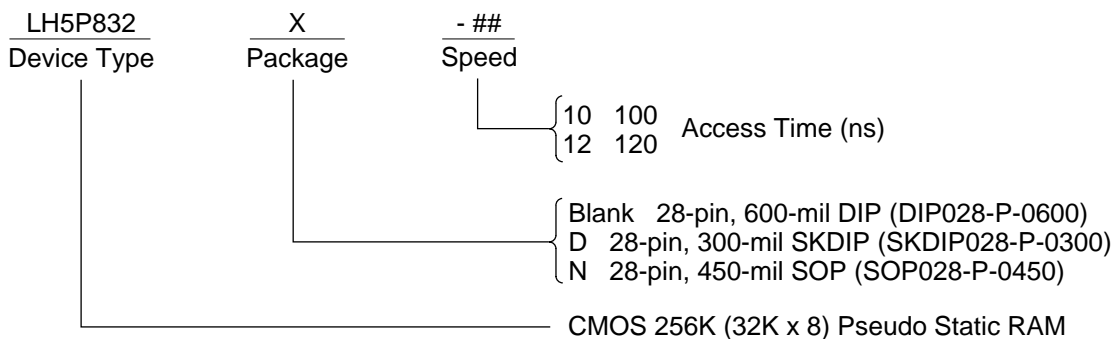 LH5P832 X - ##
Device Type Package Speed
10 100
12 120
Access Time (ns)
Blank 28-pin, 600-mil DIP (DIP028-P-0600)
D 28-pin, 300-mil SKDIP (SKDIP028-P-0300)
N 28-pin, 450-mil SOP (SOP028-P-0450)
CMOS 256K (32K x 8) Pseudo Static RAM